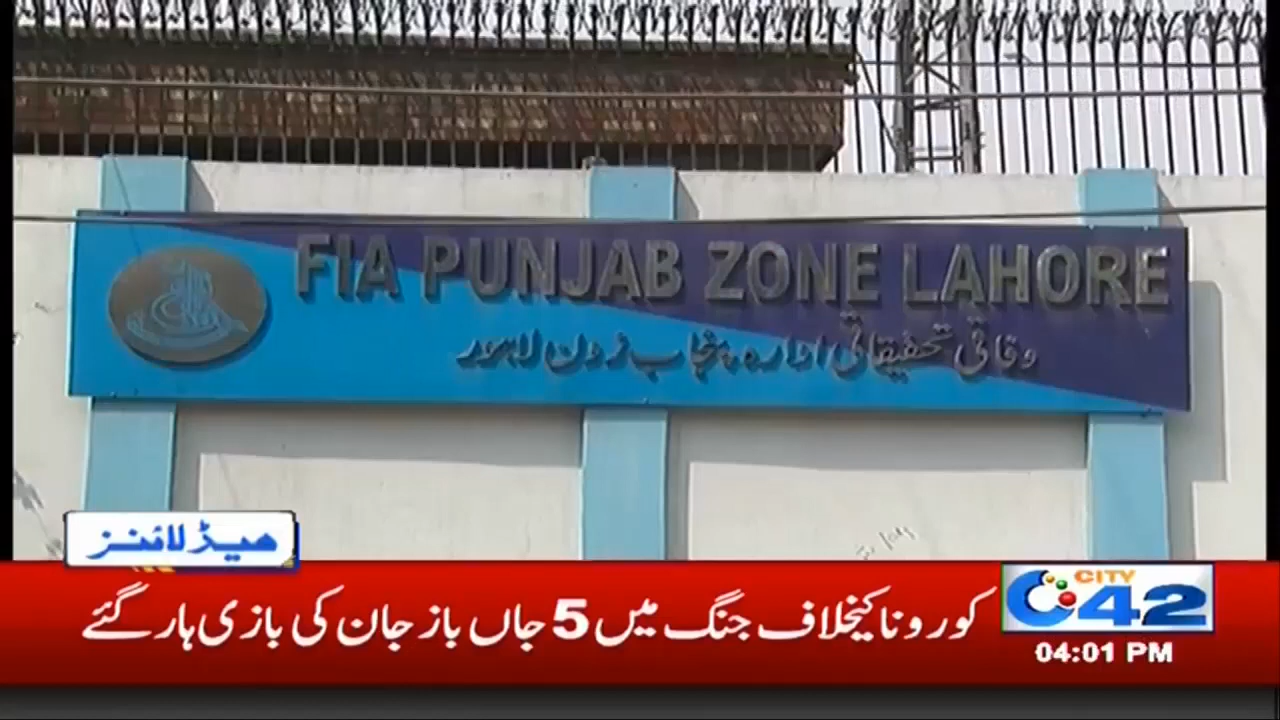 FIA PUNJAB ZONE LAHORE
وفاقی تحقیقاتی ادارہ پنجاب زون لاہور
ہیڈ لائنز
کورونا کیخلاف جنگ میں 5 جاں باز جان کی بازی ہار گئے
CITY
42
04:01 PM